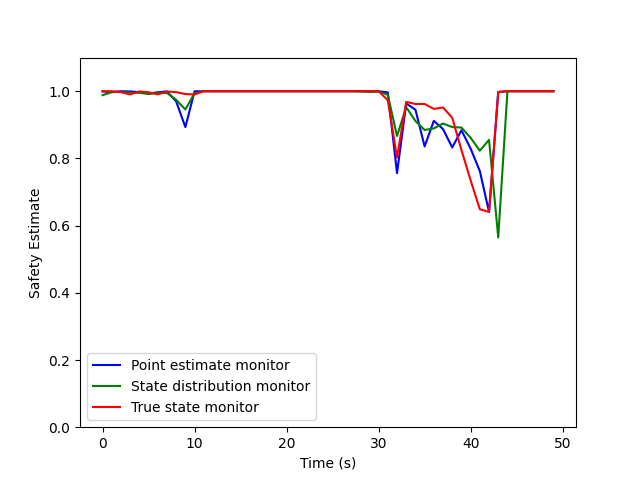 1.0
0.8
0.6
0.4
0.2
0.0
Safety Estimate
Point estimate monitor
State distribution monitor
True state monitor
0 10 20 30 40 50
Time (s)